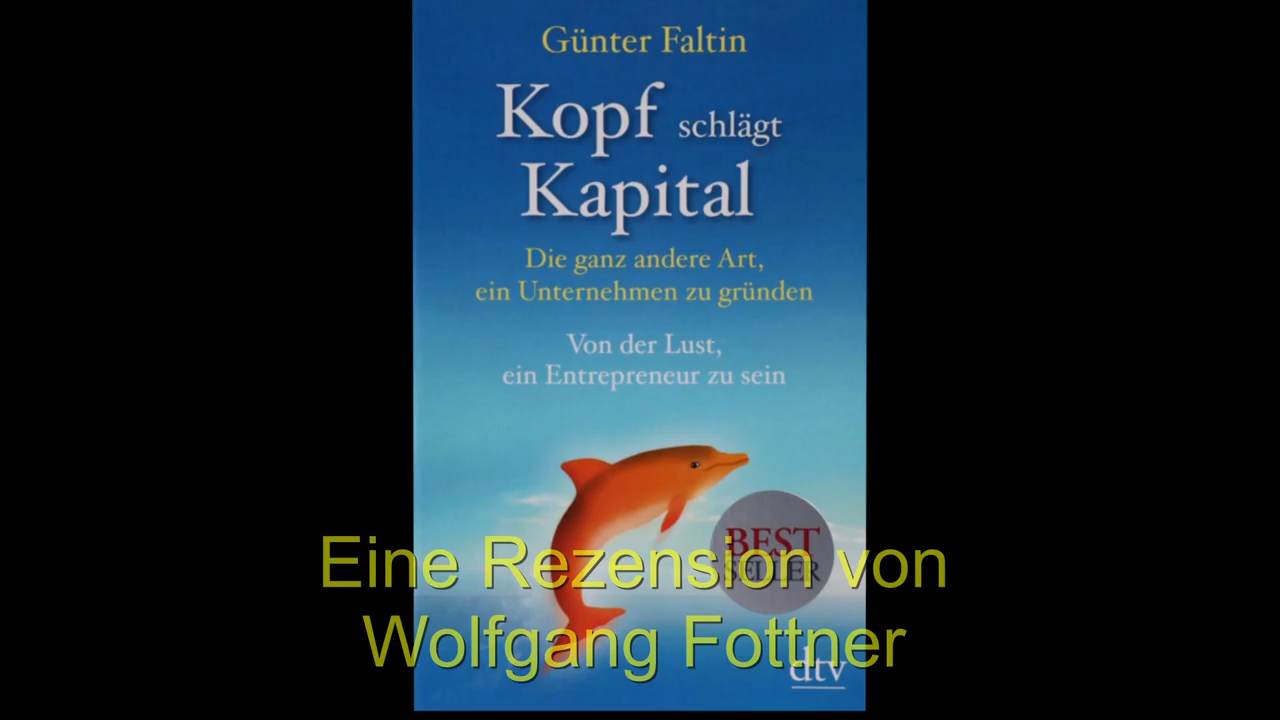 Günter Faltin
Kopf schlägt
Kapital
Die ganz andere Art,
ein Unternehmen zu gründen
Von der Lust,
ein Entrepreneur zu sein
BEST
SELLER
Eine Rezension von
Wolfgang Fottner
dtv